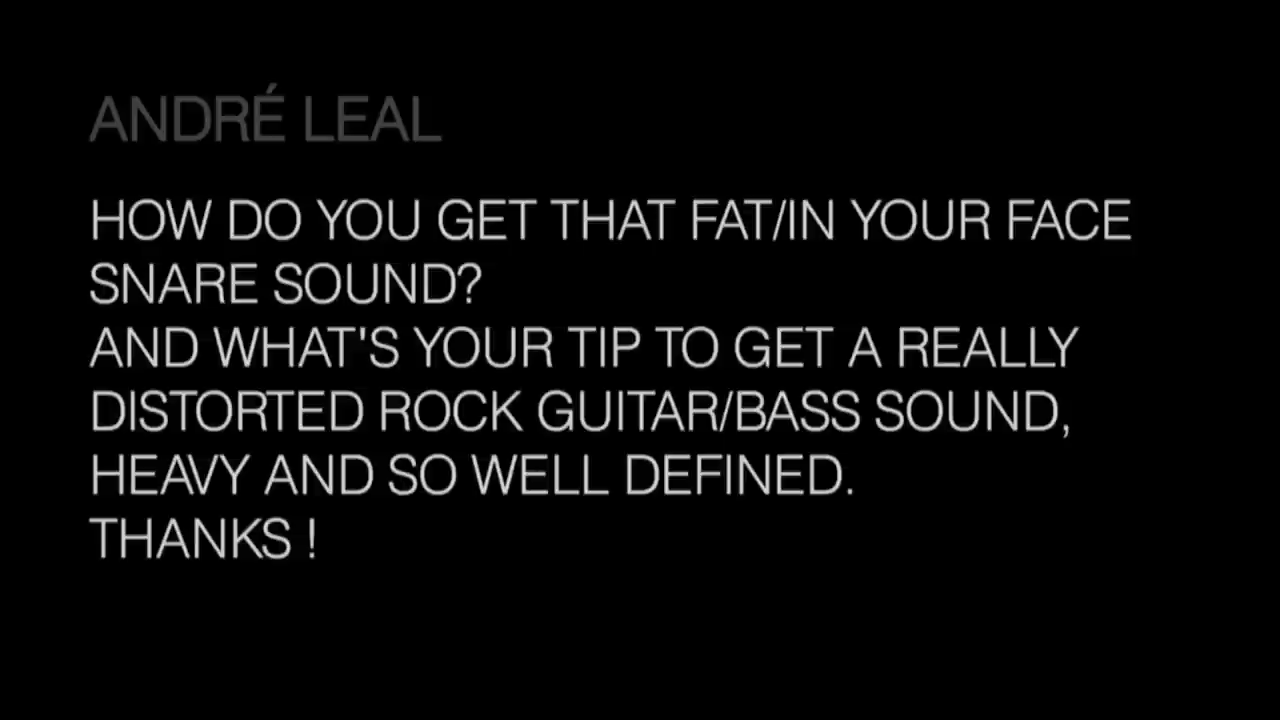 ANDRÉ LEAL
HOW DO YOU GET THAT FAT/IN YOUR FACE
SNARE SOUND?
AND WHAT'S YOUR TIP TO GET A REALLY
DISTORTED ROCK GUITAR/BASS SOUND,
HEAVY AND SO WELL DEFINED.
THANKS !